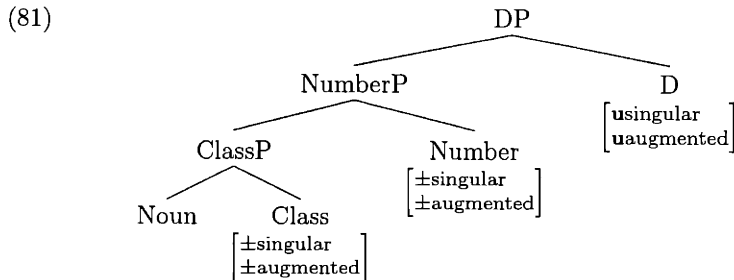 (81) DP
NumberP D
[usingular
uaugmented]
ClassP Number
[±singular
±augmented]
Noun Class
[±singular
±augmented]